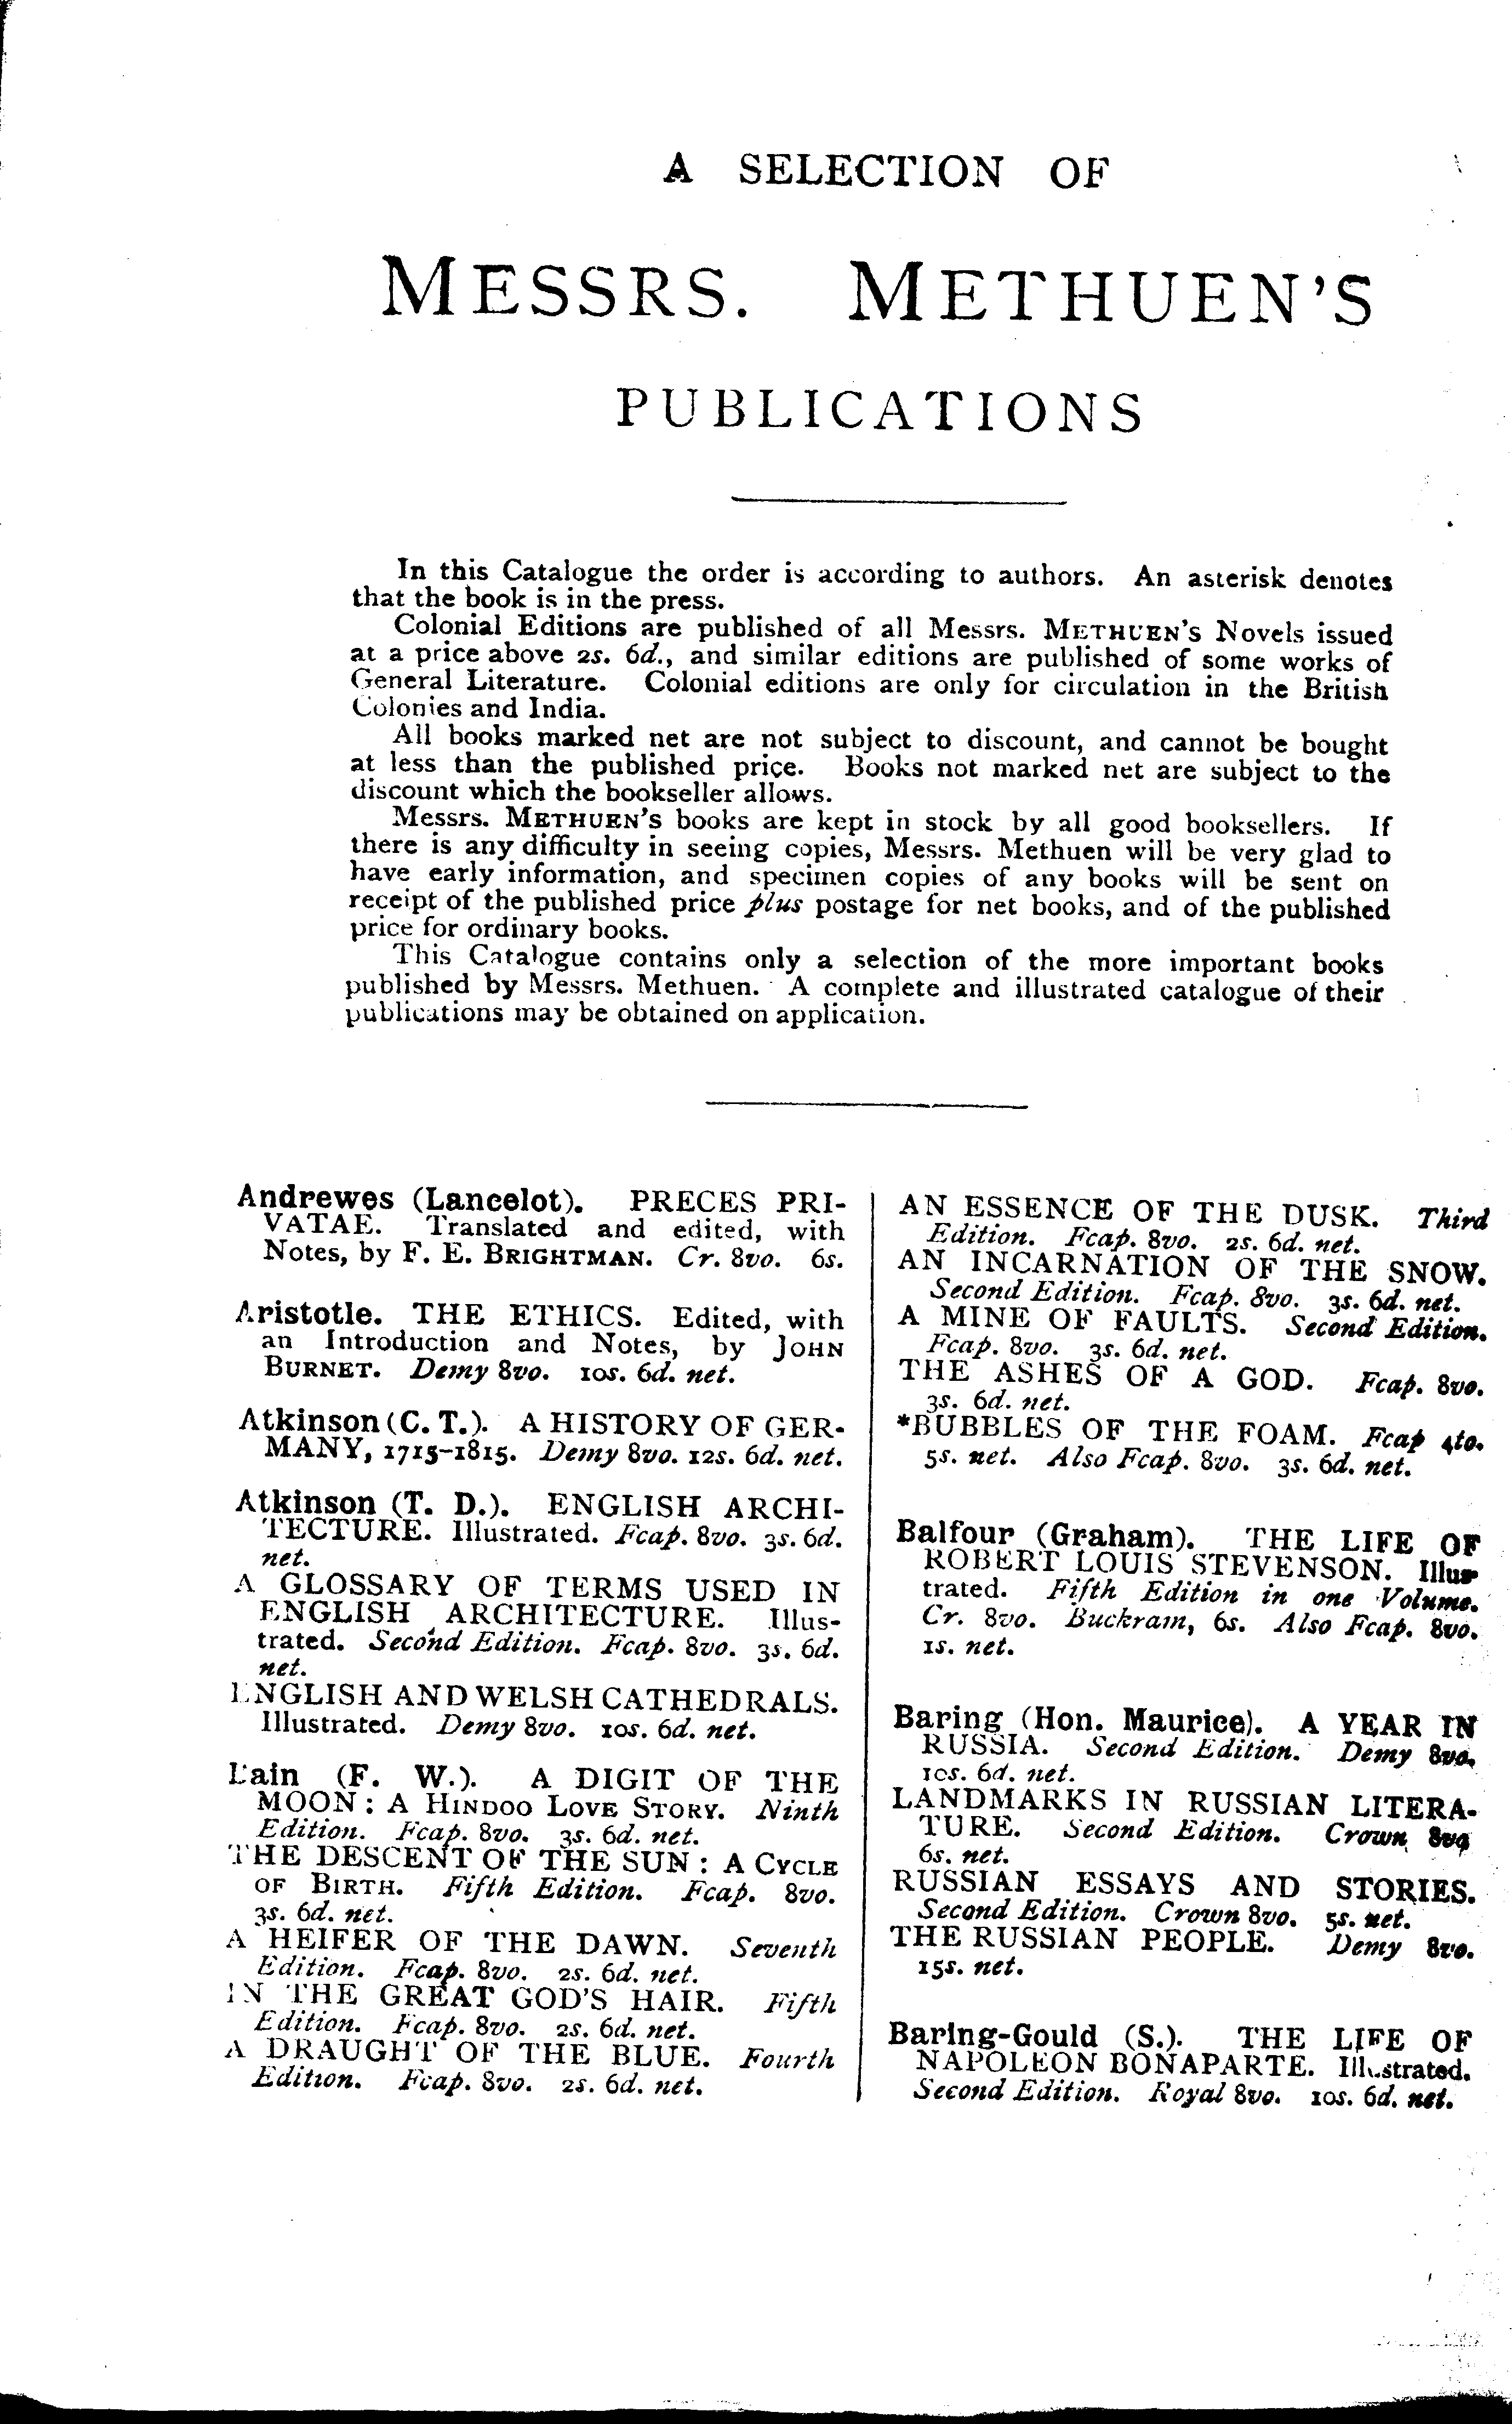 A SELECTION OF
MESSRS. METHUEN'S
PUBLICATIONS
In this Catalogue the order is according to authors. An asterisk denotes
that the book is in the press.
Colonial Editions are published of all Messrs. METHUEN'S Novels issued
at a price above 2s. 6d., and similar editions are published of some works of
General Literature. Colonial editions are only for circulation in the British
Colonies and India.
All books marked net are not subject to discount, and cannot be bought
at less than the published price. Books not marked net are subject to the
discount which the bookseller allows.
Messrs. METHUEN'S books are kept in stock by all good booksellers. If
there is any difficulty in seeing copies, Messrs. Methuen will be very glad to
have early information, and specimen copies of any books will be sent on
receipt of the published price plus postage for net books, and of the published
price for ordinary books.
This Catalogue contains only a selection of the more important books
published by Messrs. Methuen. A complete and illustrated catalogue of their
publications may be obtained on application.
Andrewes (Lancelot). PRECES PRI-
VATAE. Translated and edited, with
Notes, by F. E. BRIGHTMAN. Cr. 8vo. 6s.
Aristotle. THE ETHICS. Edited, with
an Introduction and Notes, by JOHN
BURNET. Demy 8vo. 10s. 6d. net.
Atkinson (C. T.). A HISTORY OF GER-
MANY, 1715-1815. Demy 8vo. 12s. 6d. net.
Atkinson (T. D.). ENGLISH ARCHI-
TECTURE. Illustrated. Fcap. 8vo. 3s. 6d.
net.
A GLOSSARY OF TERMS USED IN
ENGLISH ARCHITECTURE. Illus-
trated. Second Edition. Fcap. 8vo. 3s. 6d.
net.
ENGLISH AND WELSH CATHEDRALS.
Illustrated. Demy 8vo. 10s. 6d. net.
Bain (F. W.). A DIGIT OF THE
MOON: A HINDOO LOVE STORY. Ninth
Edition. Fcap. 8vo. 3s. 6d. net.
THE DESCENT OF THE SUN: A CYCLE
OF BIRTH. Fifth Edition. Fcap. 8vo.
3s. 6d. net.
A HEIFER OF THE DAWN. Seventh
Edition. Fcap. 8vo. 2s. 6d. net.
IN THE GREAT GOD'S HAIR. Fifth
Edition. Fcap. 8vo. 2s. 6d. net.
A DRAUGHT OF THE BLUE. Fourth
Edition. Fcap. 8vo. 2s. 6d. net.
AN ESSENCE OF THE DUSK. Third
Edition. Fcap. 8vo. 2s. 6d. net.
AN INCARNATION OF THE SNOW.
Second Edition. Fcap. 8vo. 3s. 6d. net.
A MINE OF FAULTS. Second Edition.
Fcap. 8vo. 3s. 6d. net.
THE ASHES OF A GOD. Fcap. 8vo.
3s. 6d. net.
*BUBBLES OF THE FOAM. Fcap 4to.
5s. net. Also Fcap. 8vo. 3s. 6d. net.
Balfour (Graham). THE LIFE OF
ROBERT LOUIS STEVENSON. Illus-
trated. Fifth Edition in one Volume.
Cr. 8vo. Buckram, 6s. Also Fcap. 8vo.
1s. net.
Baring (Hon. Maurice). A YEAR IN
RUSSIA. Second Edition. Demy 8vo.
10s. 6d. net.
LANDMARKS IN RUSSIAN LITERA-
TURE. Second Edition. Crown 8vo.
6s. net.
RUSSIAN ESSAYS AND STORIES.
Second Edition. Crown 8vo. 5s. net.
THE RUSSIAN PEOPLE. Demy 8vo.
15s. net.
Baring-Gould (S.). THE LIFE OF
NAPOLEON BONAPARTE. Illustrated.
Second Edition. Royal 8vo. 10s. 6d. net.